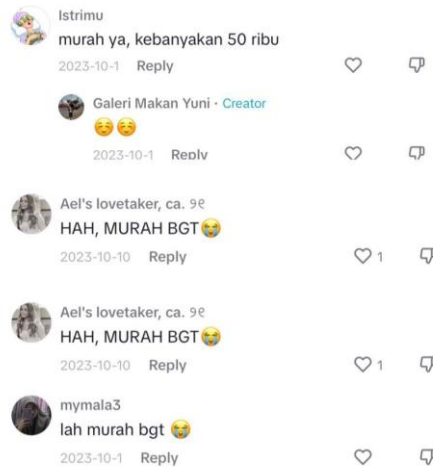 Istrimu
murah ya, kebanyakan 50 ribu
2023-10-1 Reply
Galeri Makan Yuni · Creator
☺️☺️
2023-10-1 Reply
Ael's lovetaker, ca. ୨୧
HAH, MURAH BGT😭
2023-10-10 Reply
1
Ael's lovetaker, ca. ୨୧
HAH, MURAH BGT😭
2023-10-10 Reply
1
mymala3
lah murah bgt 😭
2023-10-1 Reply